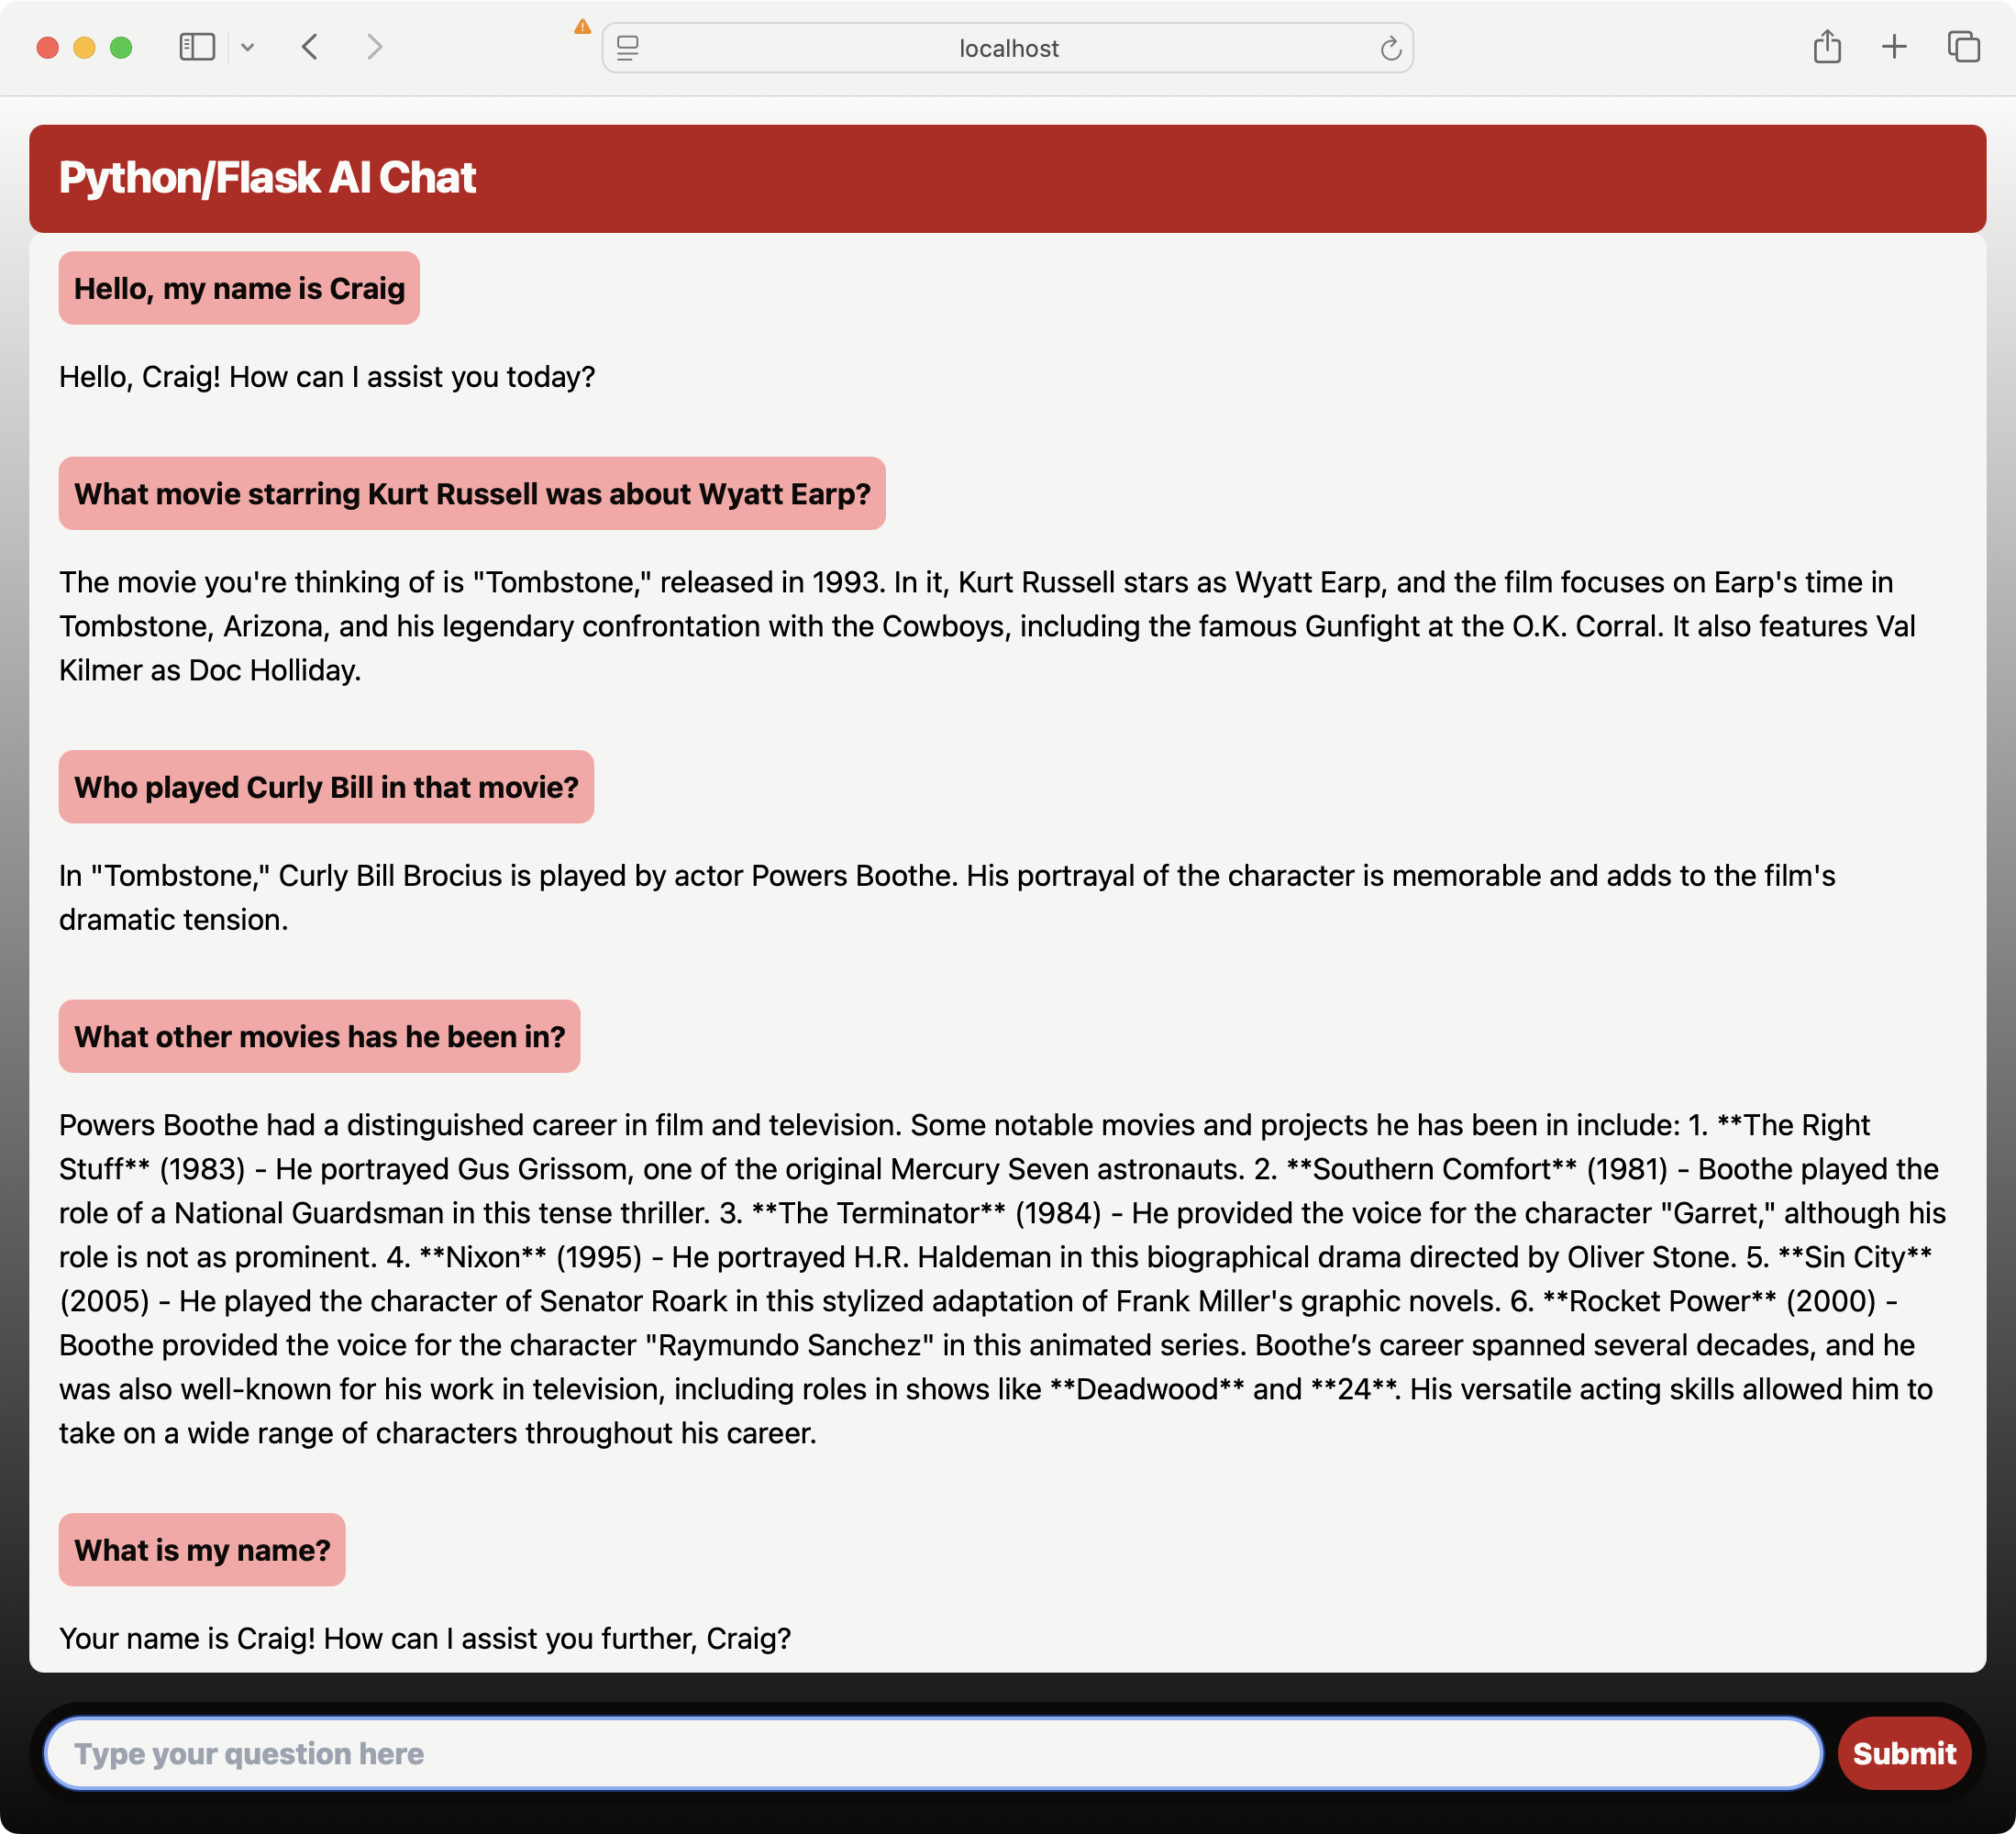 localhost
Python/Flask AI Chat
Hello, my name is Craig
Hello, Craig! How can I assist you today?
What movie starring Kurt Russell was about Wyatt Earp?
The movie you're thinking of is "Tombstone," released in 1993. In it, Kurt Russell stars as Wyatt Earp, and the film focuses on Earp's time in
Tombstone, Arizona, and his legendary confrontation with the Cowboys, including the famous Gunfight at the O.K. Corral. It also features Val
Kilmer as Doc Holliday.
Who played Curly Bill in that movie?
In "Tombstone," Curly Bill Brocius is played by actor Powers Boothe. His portrayal of the character is memorable and adds to the film's
dramatic tension.
What other movies has he been in?
Powers Boothe had a distinguished career in film and television. Some notable movies and projects he has been in include: 1. **The Right
Stuff** (1983) - He portrayed Gus Grissom, one of the original Mercury Seven astronauts. 2. **Southern Comfort** (1981) - Boothe played the
role of a National Guardsman in this tense thriller. 3. **The Terminator** (1984) - He provided the voice for the character "Garret," although his
role is not as prominent. 4. **Nixon** (1995) - He portrayed H.R. Haldeman in this biographical drama directed by Oliver Stone. 5. **Sin City**
(2005) - He played the character of Senator Roark in this stylized adaptation of Frank Miller's graphic novels. 6. **Rocket Power** (2000) -
Boothe provided the voice for the character "Raymundo Sanchez" in this animated series. Boothe’s career spanned several decades, and he
was also well-known for his work in television, including roles in shows like **Deadwood** and **24**. His versatile acting skills allowed him to
take on a wide range of characters throughout his career.
What is my name?
Your name is Craig! How can I assist you further, Craig?
Type your question here
Submit